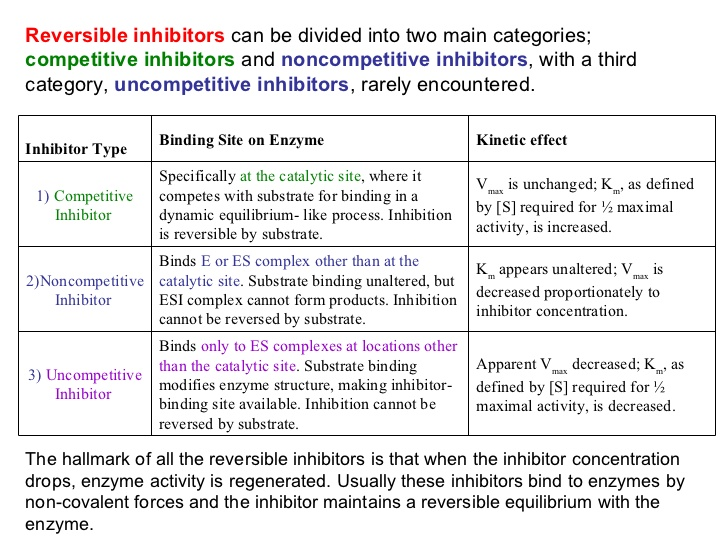 Reversible inhibitors can be divided into two main categories;
competitive inhibitors and noncompetitive inhibitors, with a third
category, uncompetitive inhibitors, rarely encountered.
Inhibitor Type
Binding Site on Enzyme
Kinetic effect
1) Competitive
Inhibitor
Specifically at the catalytic site, where it
competes with substrate for binding in a
dynamic equilibrium- like process. Inhibition
is reversible by substrate.
Vmax is unchanged; Km, as defined
by [S] required for ½ maximal
activity, is increased.
2)Noncompetitive
Inhibitor
Binds E or ES complex other than at the
catalytic site. Substrate binding unaltered, but
ESI complex cannot form products. Inhibition
cannot be reversed by substrate.
Km appears unaltered; Vmax is
decreased proportionately to
inhibitor concentration.
3) Uncompetitive
Inhibitor
Binds only to ES complexes at locations other
than the catalytic site. Substrate binding
modifies enzyme structure, making inhibitor-
binding site available. Inhibition cannot be
reversed by substrate.
Apparent Vmax decreased; Km, as
defined by [S] required for ½
maximal activity, is decreased.
The hallmark of all the reversible inhibitors is that when the inhibitor concentration
drops, enzyme activity is regenerated. Usually these inhibitors bind to enzymes by
non-covalent forces and the inhibitor maintains a reversible equilibrium with the
enzyme.